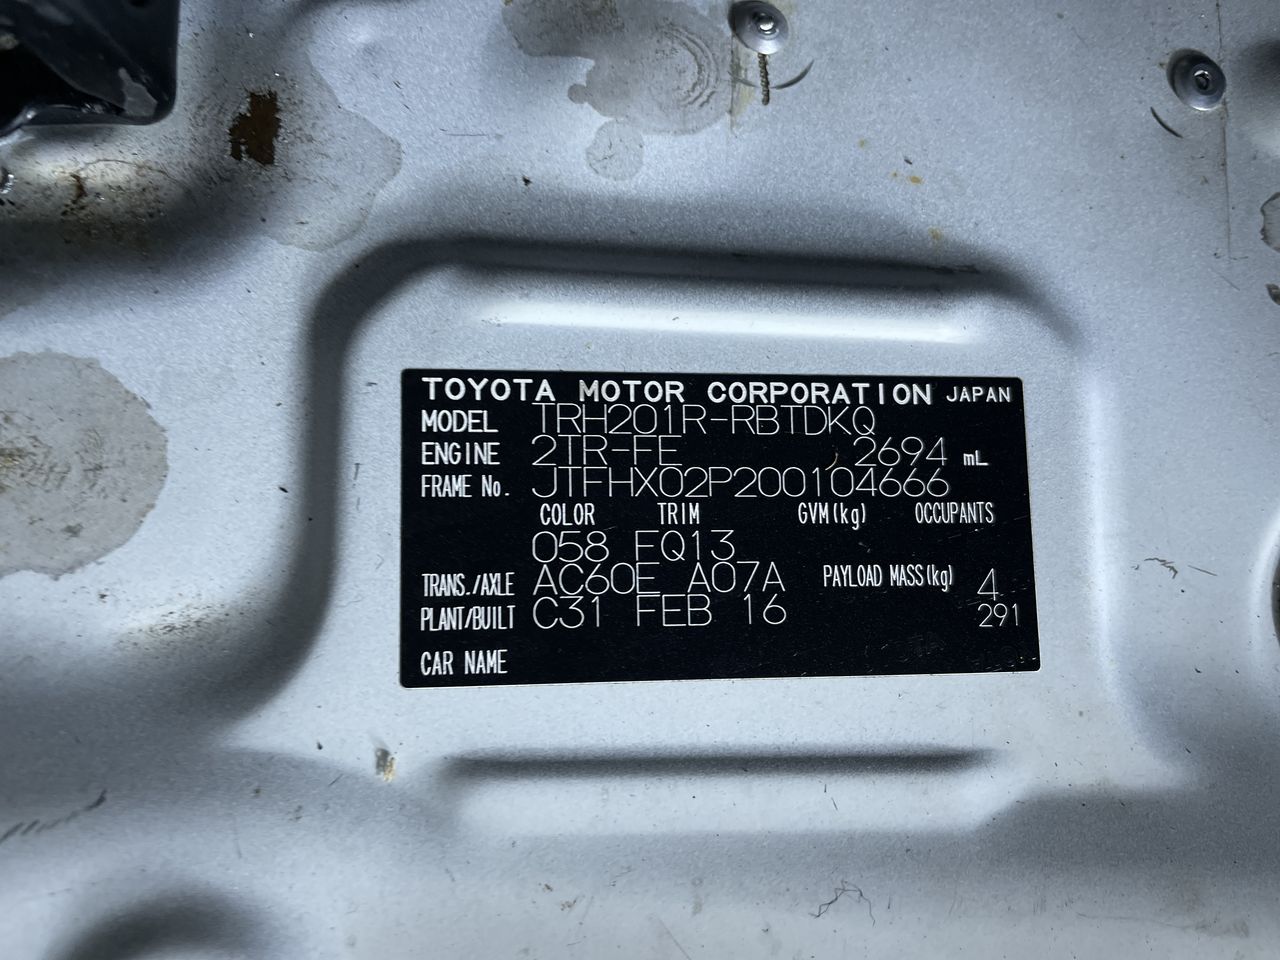 TOYOTA MOTOR CORPORATION JAPAN
MODEL TRH201R-RBTDKQ
ENGINE 2TR-FE 2694 mL
FRAME No. JTFHX02P200104666
COLOR TRIM GVM(kg) OCCUPANTS
058 FQ13
TRANS./AXLE AC60E A07A PAYLOAD MASS(kg) 4
PLANT/BUILT C31 FEB 16 291
CAR NAME